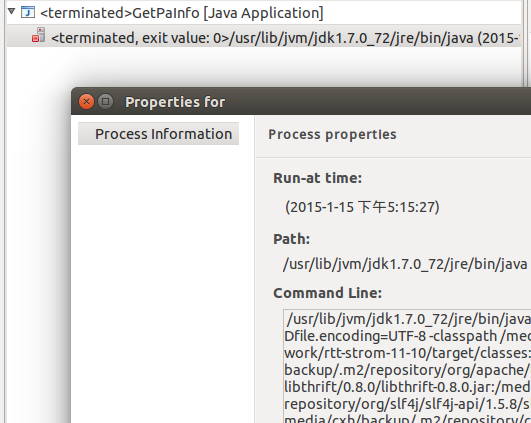 <terminated>GetPaInfo [Java Application]
<terminated, exit value: 0>/usr/lib/jvm/jdk1.7.0_72/jre/bin/java (2015-
Properties for
Process Information
Process properties
Run-at time:
(2015-1-15 下午5:15:27)
Path:
/usr/lib/jvm/jdk1.7.0_72/jre/bin/java
Command Line:
/usr/lib/jvm/jdk1.7.0_72/jre/bin/java
Dfile.encoding=UTF-8 -classpath /med
work/rtt-strom-11-10/target/classes:
backup/.m2/repository/org/apache/
libthrift/0.8.0/libthrift-0.8.0.jar:/med
repository/org/slf4j/slf4j-api/1.5.8/s
media/cxh/backup/.m2/repository/